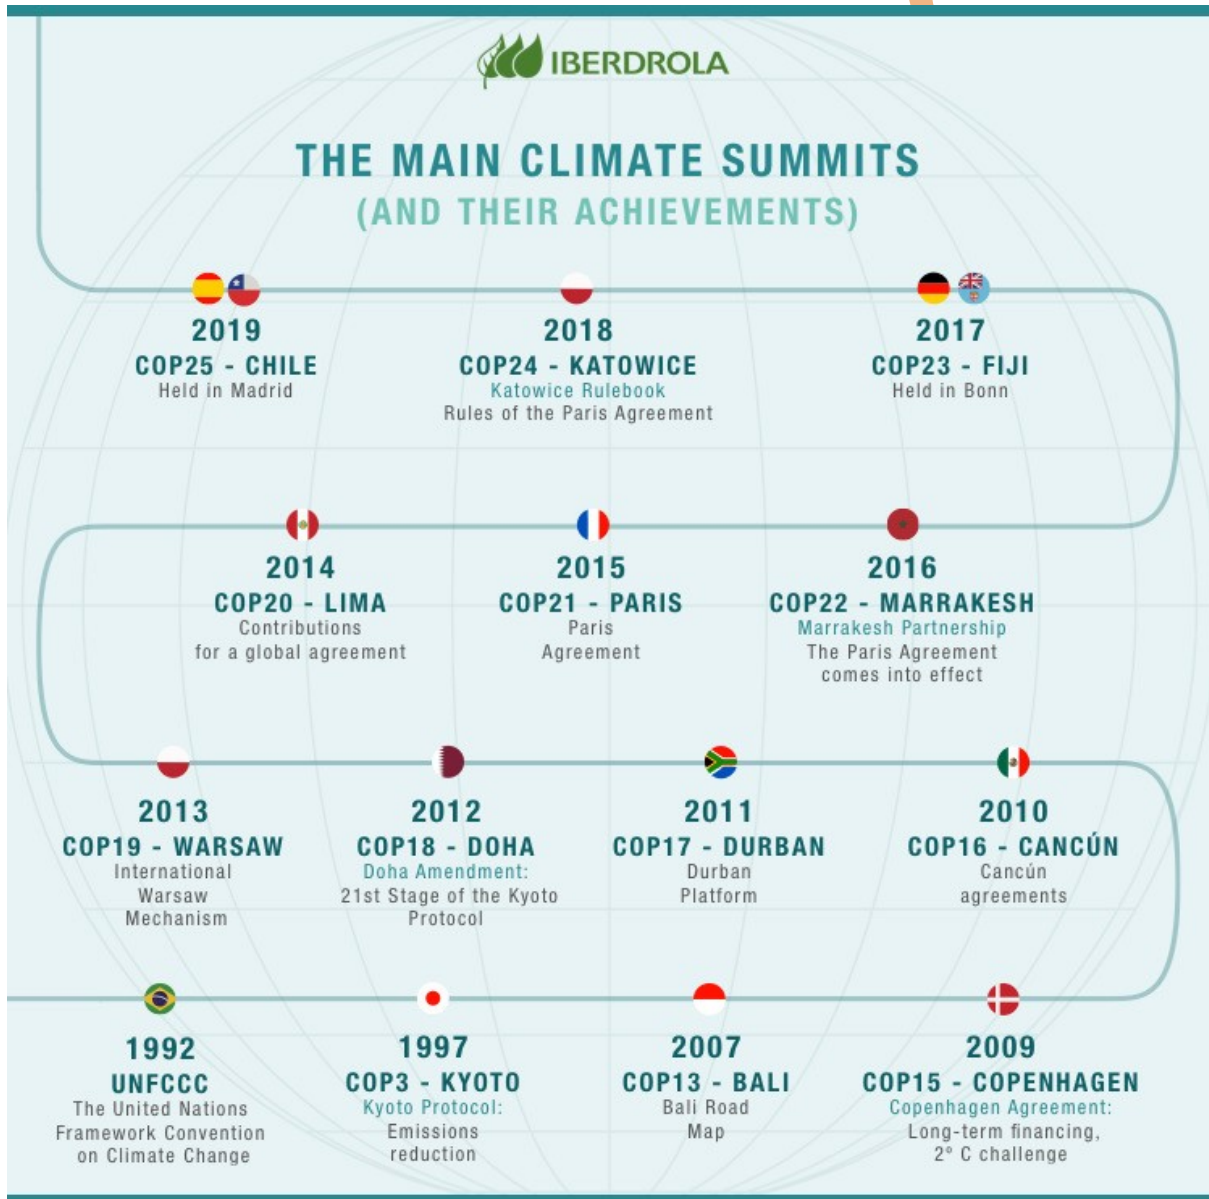 IBERDROLA
THE MAIN CLIMATE SUMMITS
(AND THEIR ACHIEVEMENTS)
2019
COP25 - CHILE
Held in Madrid
2018
COP24 - KATOWICE
Katowice Rulebook
Rules of the Paris Agreement
2017
COP23 - FIJI
Held in Bonn
2014
COP20 - LIMA
Contributions
for a global agreement
2015
COP21 - PARIS
Paris
Agreement
2016
COP22 - MARRAKESH
Marrakesh Partnership
The Paris Agreement
comes into effect
2013
COP19 - WARSAW
International
Warsaw
Mechanism
2012
COP18 - DOHA
Doha Amendment:
21st Stage of the Kyoto
Protocol
2011
COP17 - DURBAN
Durban
Platform
2010
COP16 - CANCÚN
Cancún
agreements
1992
UNFCCC
The United Nations
Framework Convention
on Climate Change
1997
COP3 - KYOTO
Kyoto Protocol:
Emissions
reduction
2007
COP13 - BALI
Bali Road
Map
2009
COP15 - COPENHAGEN
Copenhagen Agreement:
Long-term financing,
2° C challenge